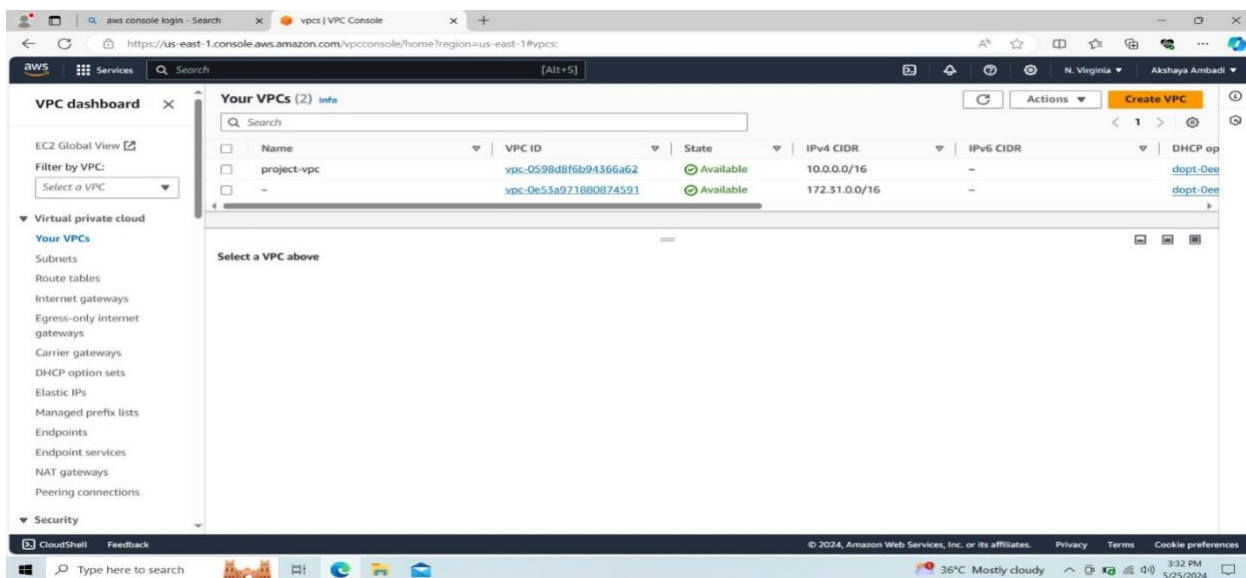 aws console login - Search
vpcs | VPC Console
https://us-east-1.console.aws.amazon.com/vpcconsole/home?region=us-east-1#vpcs:
aws Services Search [Alt+S] N. Virginia Akshaya Ambadi
VPC dashboard
EC2 Global View
Filter by VPC:
Select a VPC
Virtual private cloud
Your VPCs
Subnets
Route tables
Internet gateways
Egress-only internet
gateways
Carrier gateways
DHCP option sets
Elastic IPs
Managed prefix lists
Endpoints
Endpoint services
NAT gateways
Peering connections
Security
Your VPCs (2) Info
Actions
Create VPC
Search
1
Name VPC ID State IPv4 CIDR IPv6 CIDR DHCP op
project-vpc vpc-0598d8f6b94366a62 Available 10.0.0.0/16 – dopt-0ee
– vpc-0e53a971880874591 Available 172.31.0.0/16 – dopt-0ee
Select a VPC above
CloudShell Feedback © 2024, Amazon Web Services, Inc. or its affiliates. Privacy Terms Cookie preferences
Type here to search 36°C Mostly cloudy 3:32 PM
5/25/2024